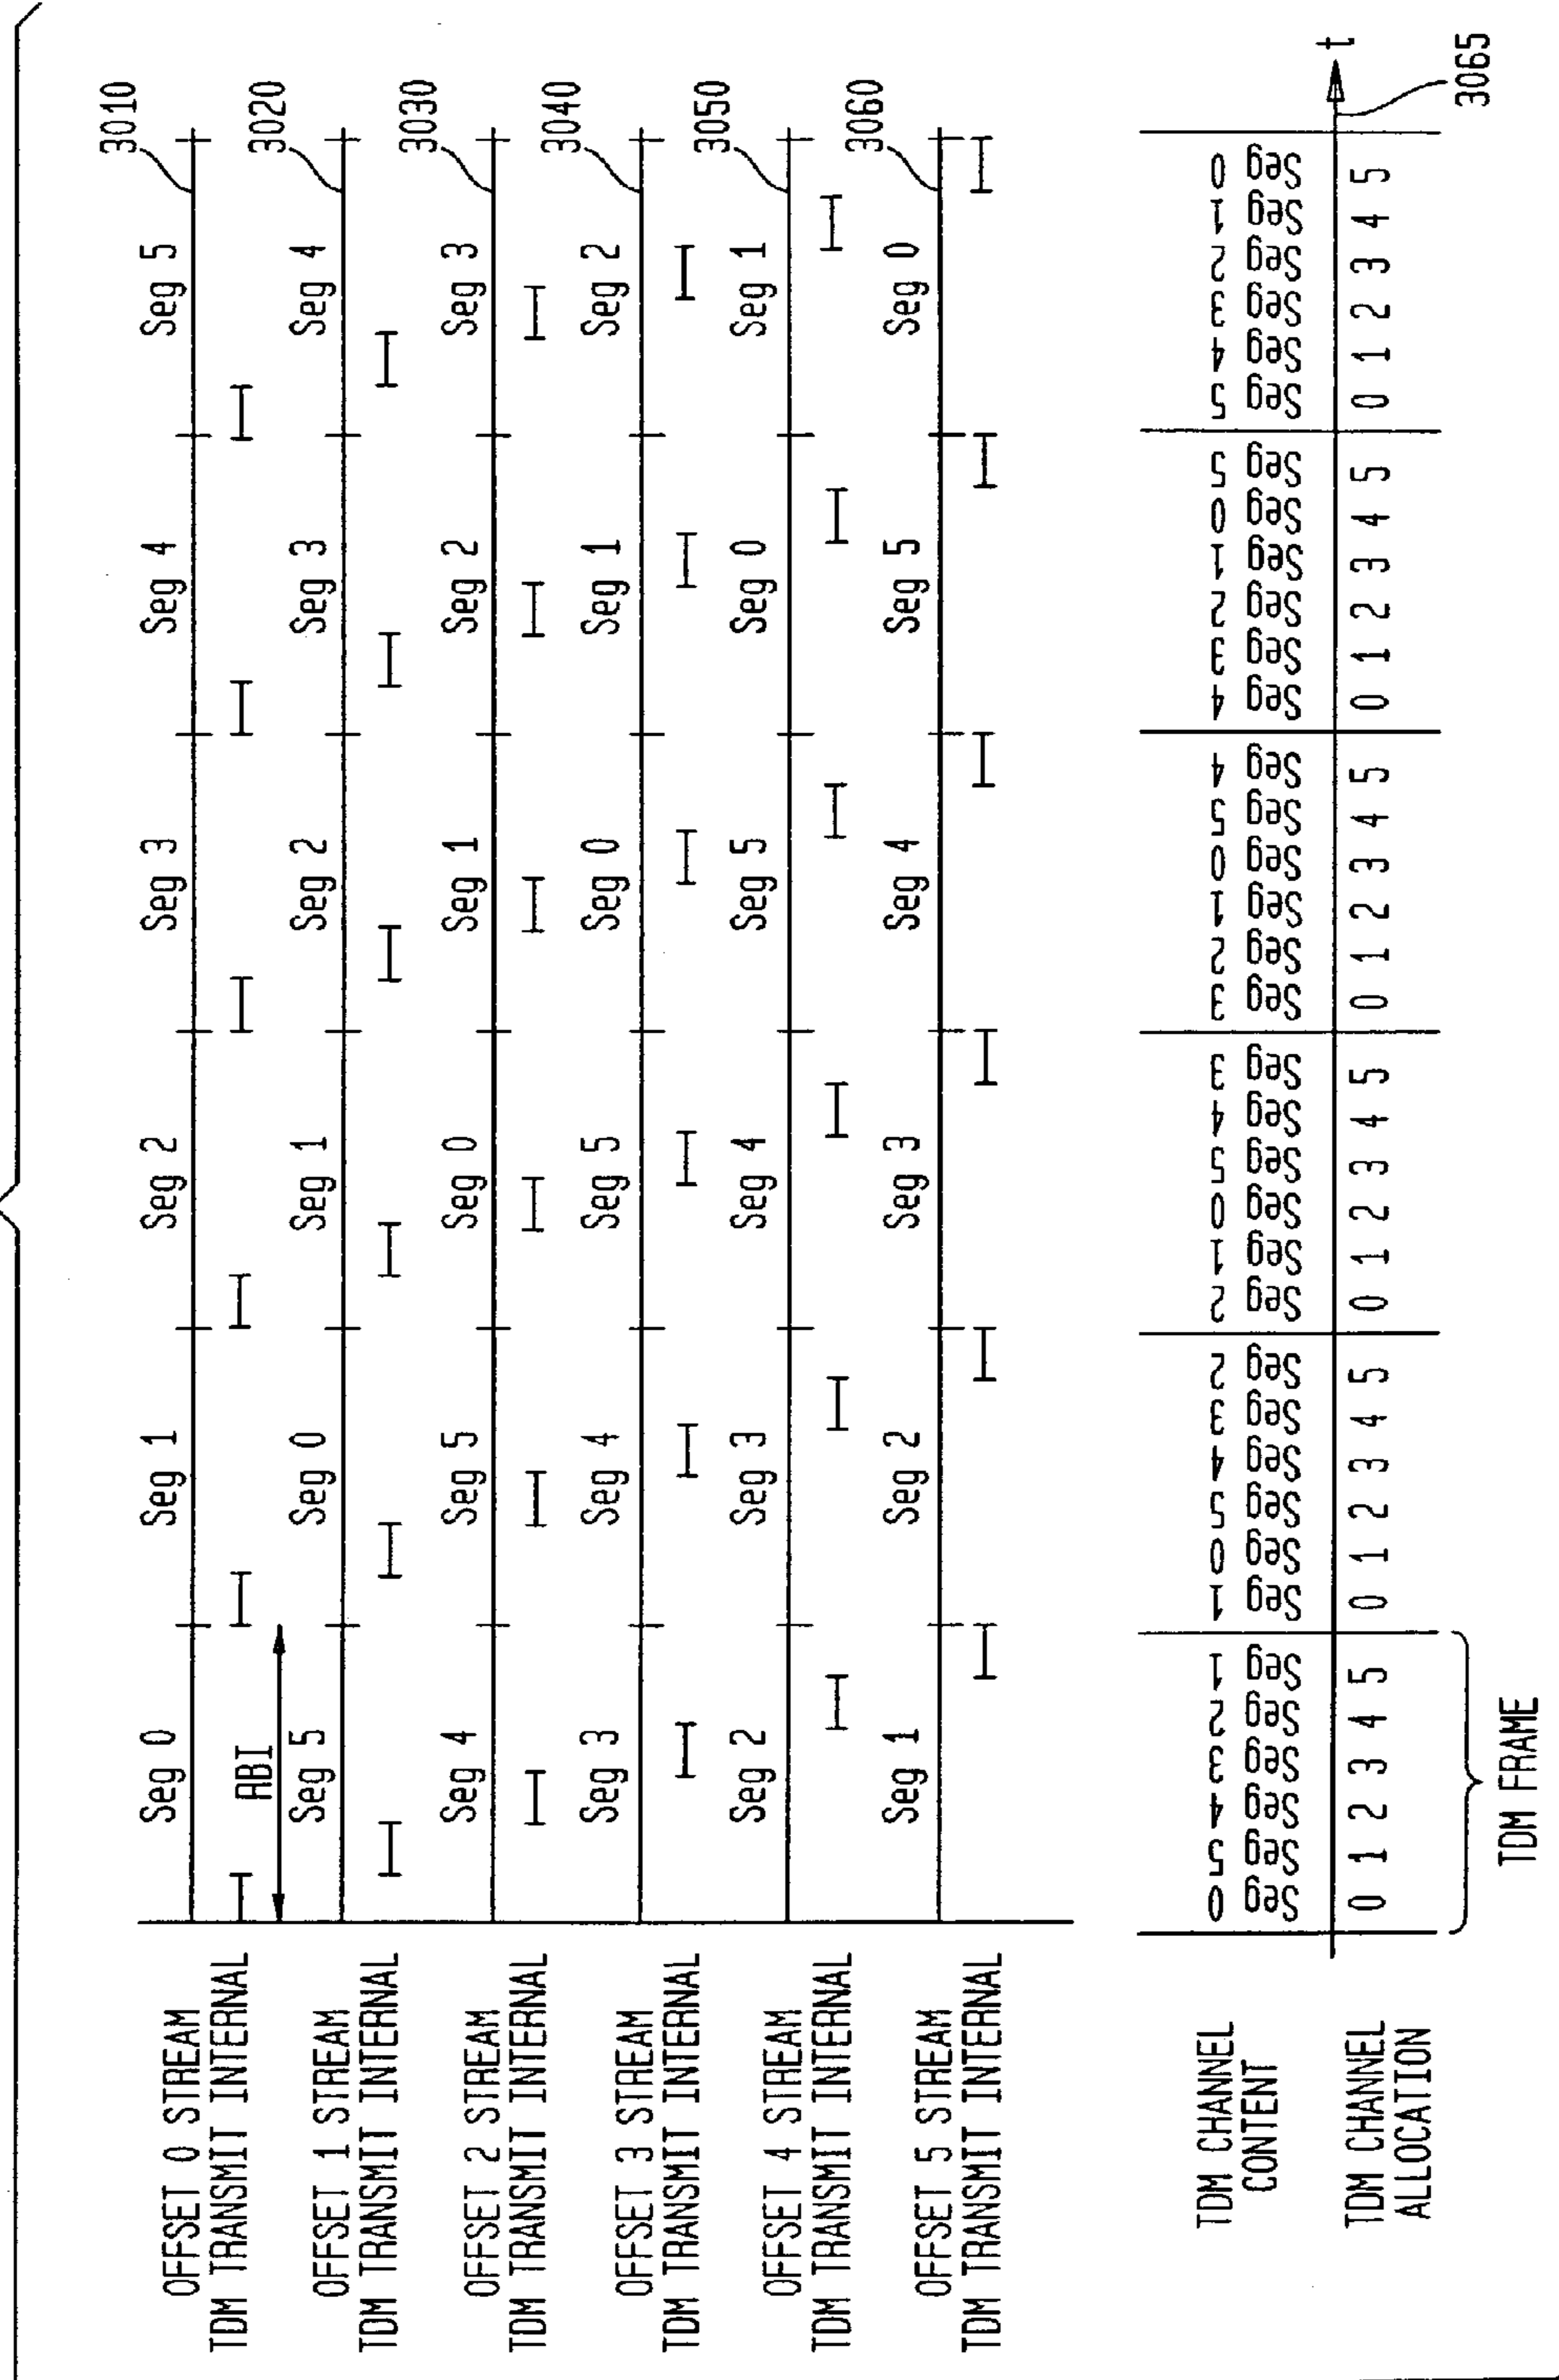 3010
Seg 0 Seg 1 Seg 2 Seg 3 Seg 4 Seg 5
OFFSET 0 STREAM
TDM TRANSMIT INTERNAL
ABI
3020
Seg 5 Seg 0 Seg 1 Seg 2 Seg 3 Seg 4
OFFSET 1 STREAM
TDM TRANSMIT INTERNAL
3030
Seg 4 Seg 5 Seg 0 Seg 1 Seg 2 Seg 3
OFFSET 2 STREAM
TDM TRANSMIT INTERNAL
3040
Seg 3 Seg 4 Seg 5 Seg 0 Seg 1 Seg 2
OFFSET 3 STREAM
TDM TRANSMIT INTERNAL
3050
Seg 2 Seg 3 Seg 4 Seg 5 Seg 0 Seg 1
OFFSET 4 STREAM
TDM TRANSMIT INTERNAL
3060
Seg 1 Seg 2 Seg 3 Seg 4 Seg 5 Seg 0
OFFSET 5 STREAM
TDM TRANSMIT INTERNAL
TDM CHANNEL
CONTENT
Seg 0 Seg 5 Seg 4 Seg 3 Seg 2 Seg 1 Seg 1 Seg 0 Seg 5 Seg 4 Seg 3 Seg 2 Seg 2 Seg 1 Seg 0 Seg 5 Seg 4 Seg 3 Seg 3 Seg 2 Seg 1 Seg 0 Seg 5 Seg 4 Seg 4 Seg 3 Seg 2 Seg 1 Seg 0 Seg 5 Seg 5 Seg 4 Seg 3 Seg 2 Seg 1 Seg 0
t
TDM CHANNEL
ALLOCATION
0 1 2 3 4 5 0 1 2 3 4 5 0 1 2 3 4 5 0 1 2 3 4 5 0 1 2 3 4 5 0 1 2 3 4 5
3065
TDM FRAME